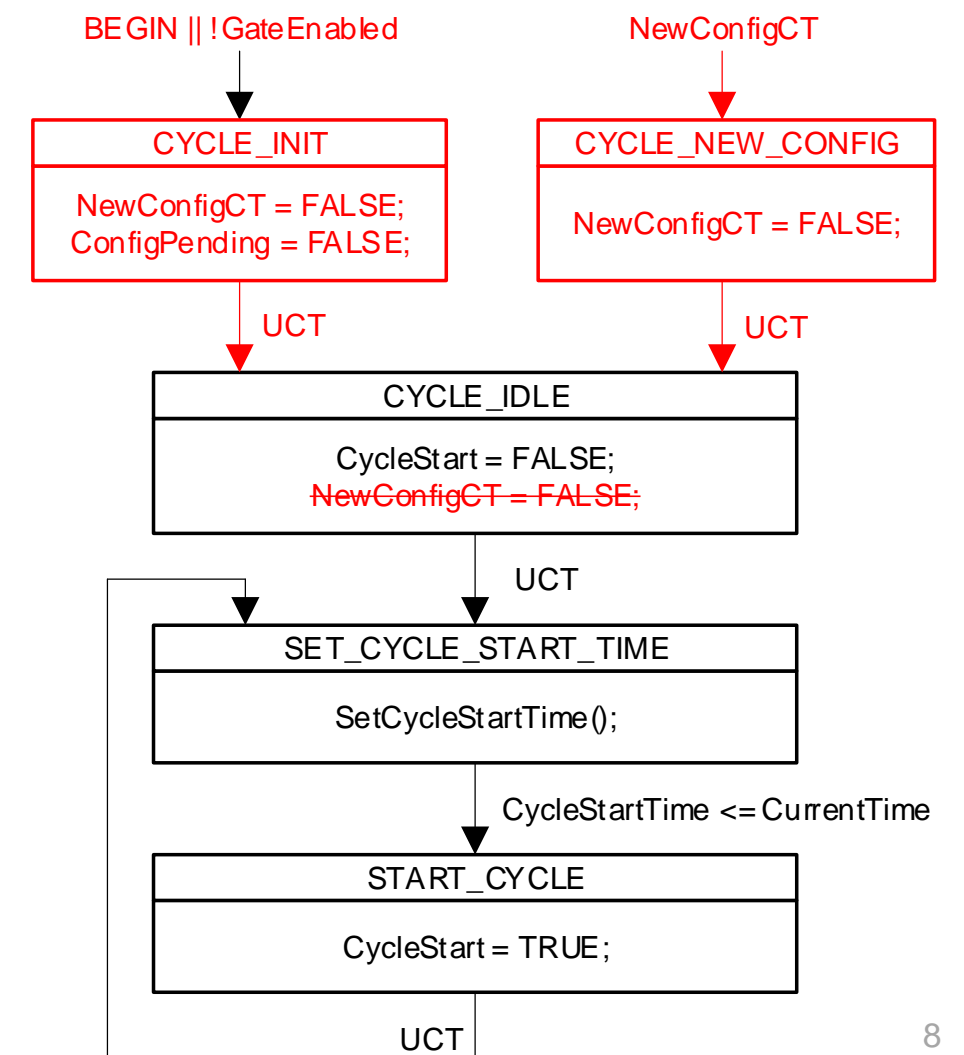 BEGIN || !GateEnabled
NewConfigCT
CYCLE_INIT
NewConfigCT = FALSE;
ConfigPending = FALSE;
CYCLE_NEW_CONFIG
NewConfigCT = FALSE;
UCT
UCT
CYCLE_IDLE
CycleStart = FALSE;
NewConfigCT = FALSE;
UCT
SET_CYCLE_START_TIME
SetCycleStartTime();
CycleStartTime <= CurrentTime
START_CYCLE
CycleStart = TRUE;
UCT
8